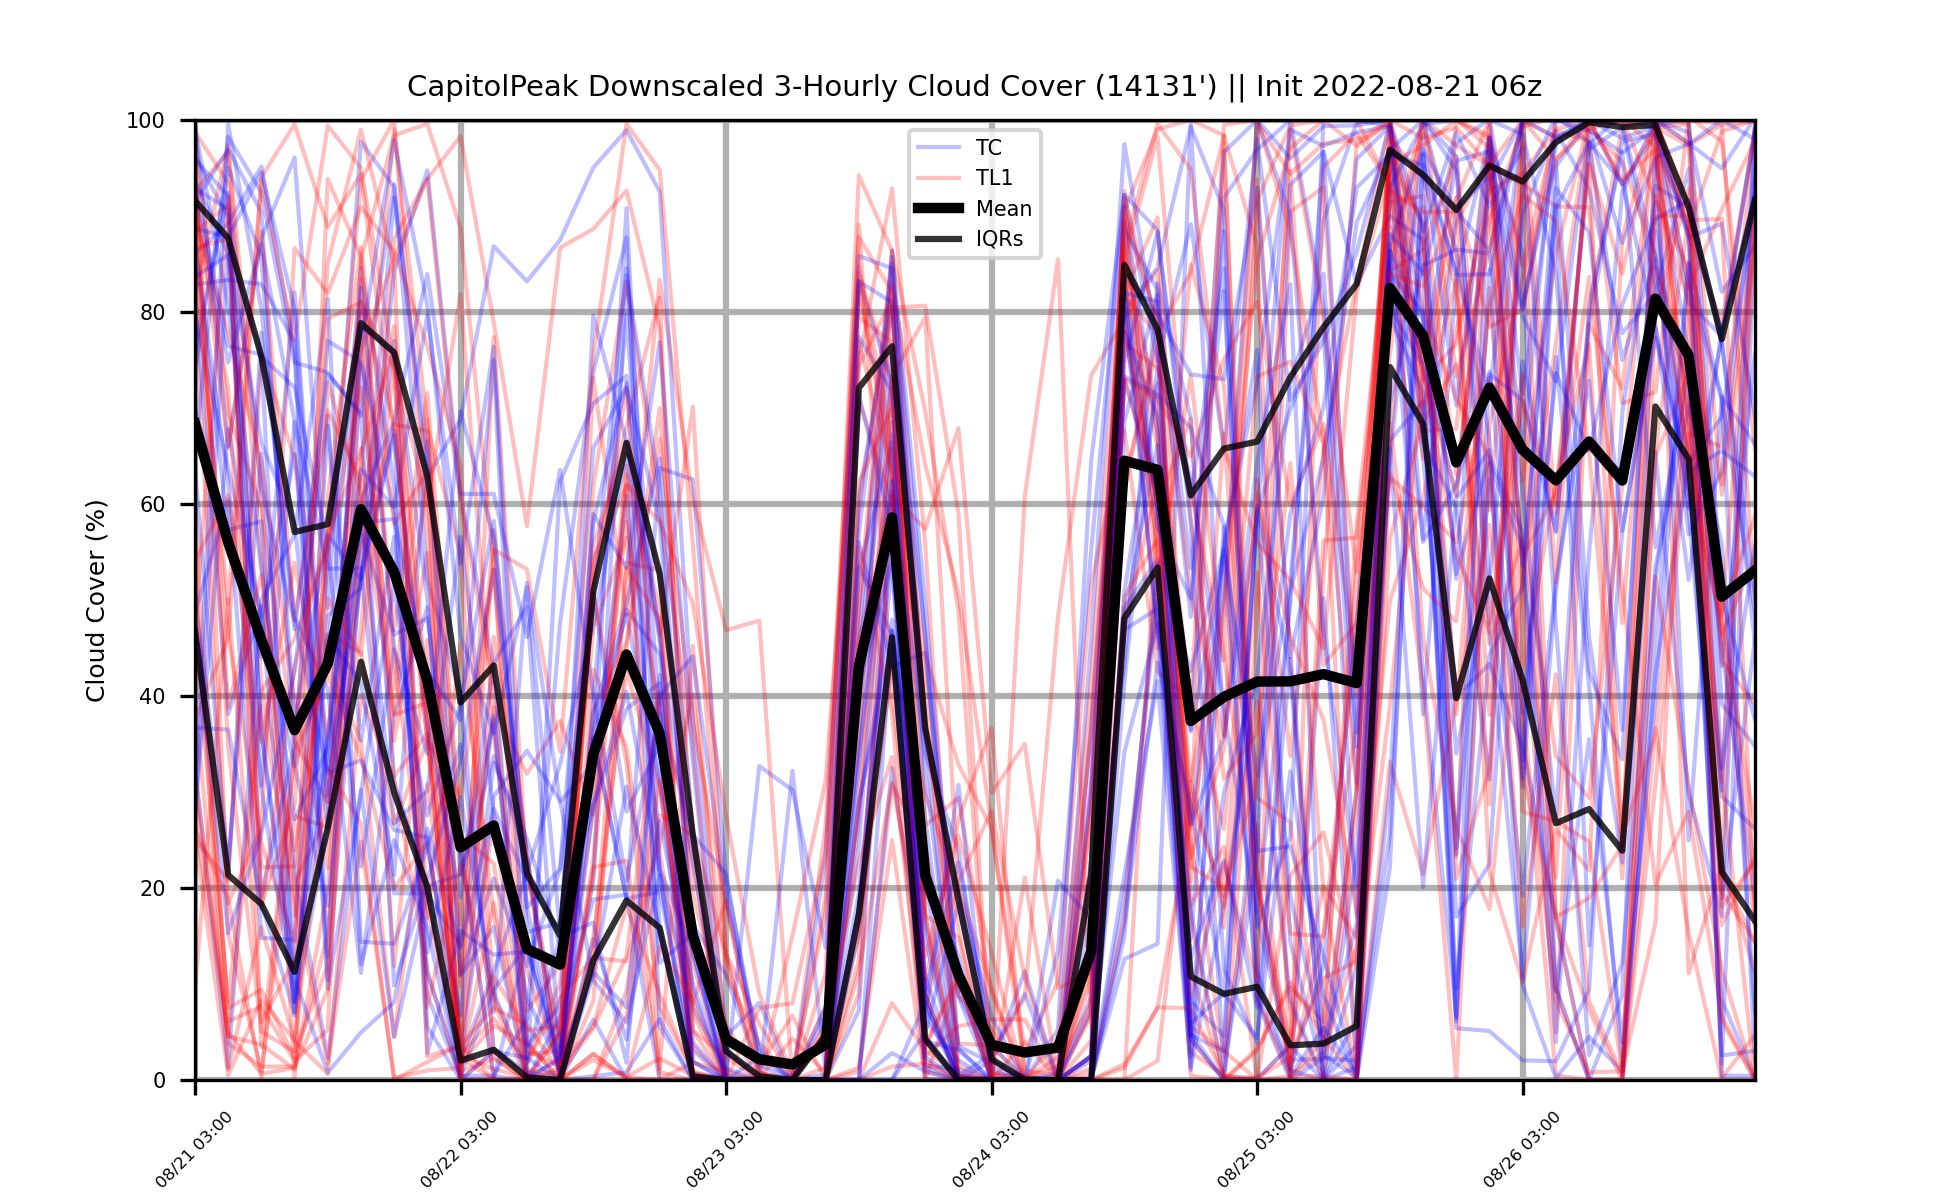 CapitolPeak Downscaled 3-Hourly Cloud Cover (14131') || Init 2022-08-21 06z
Cloud Cover (%)
100
80
60
40
20
0
TC
TL1
Mean
IQRs
08/21 03:00
08/22 03:00
08/23 03:00
08/24 03:00
08/25 03:00
08/26 03:00